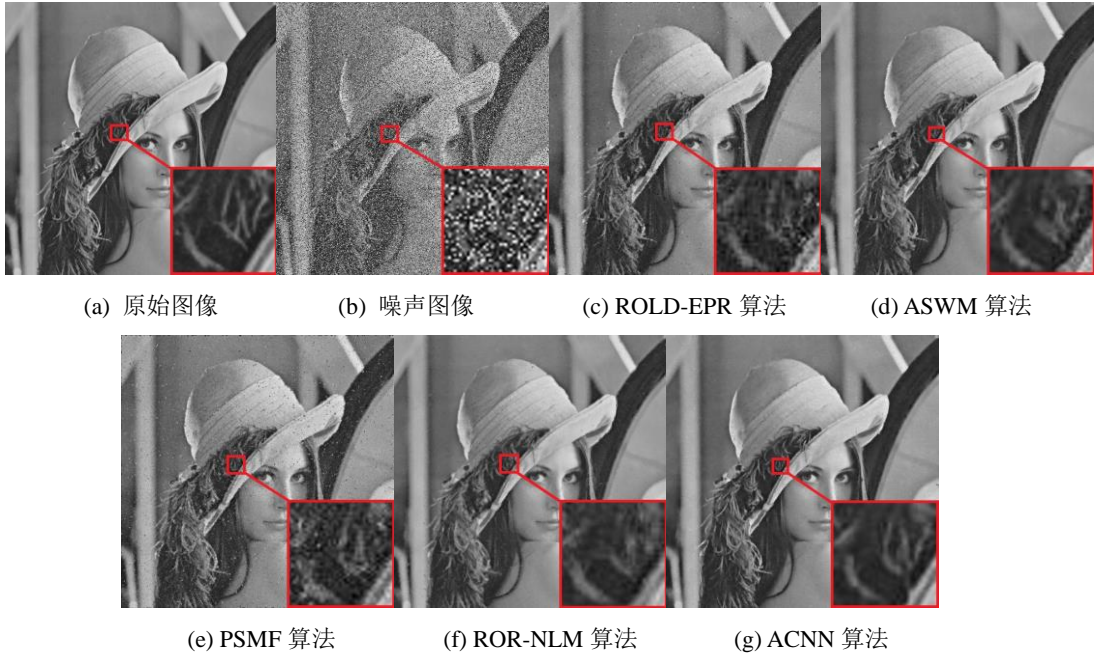 (a) 原始图像
(b) 噪声图像
(c) ROLD-EPR 算法
(d) ASWM 算法
(e) PSMF 算法
(f) ROR-NLM 算法
(g) ACNN 算法